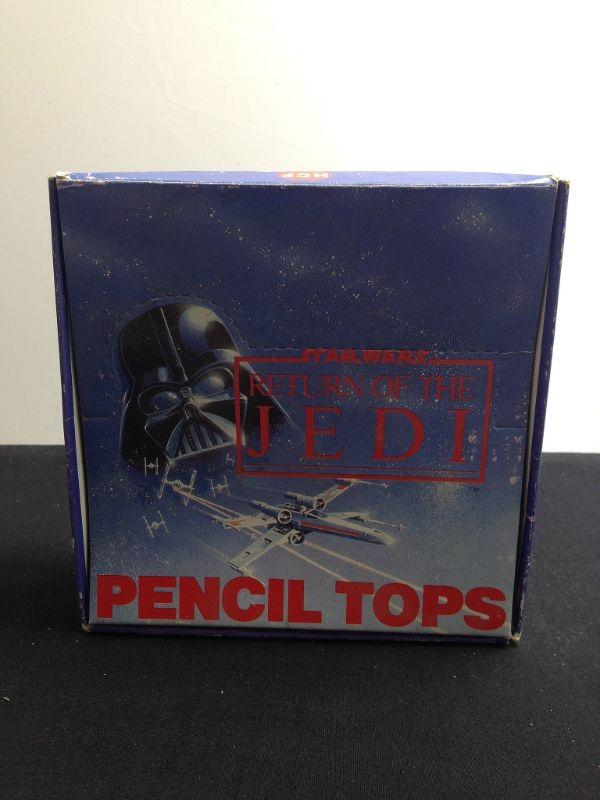 HCF
STAR WARS
RETURN OF THE
JEDI
TM
PENCIL TOPS